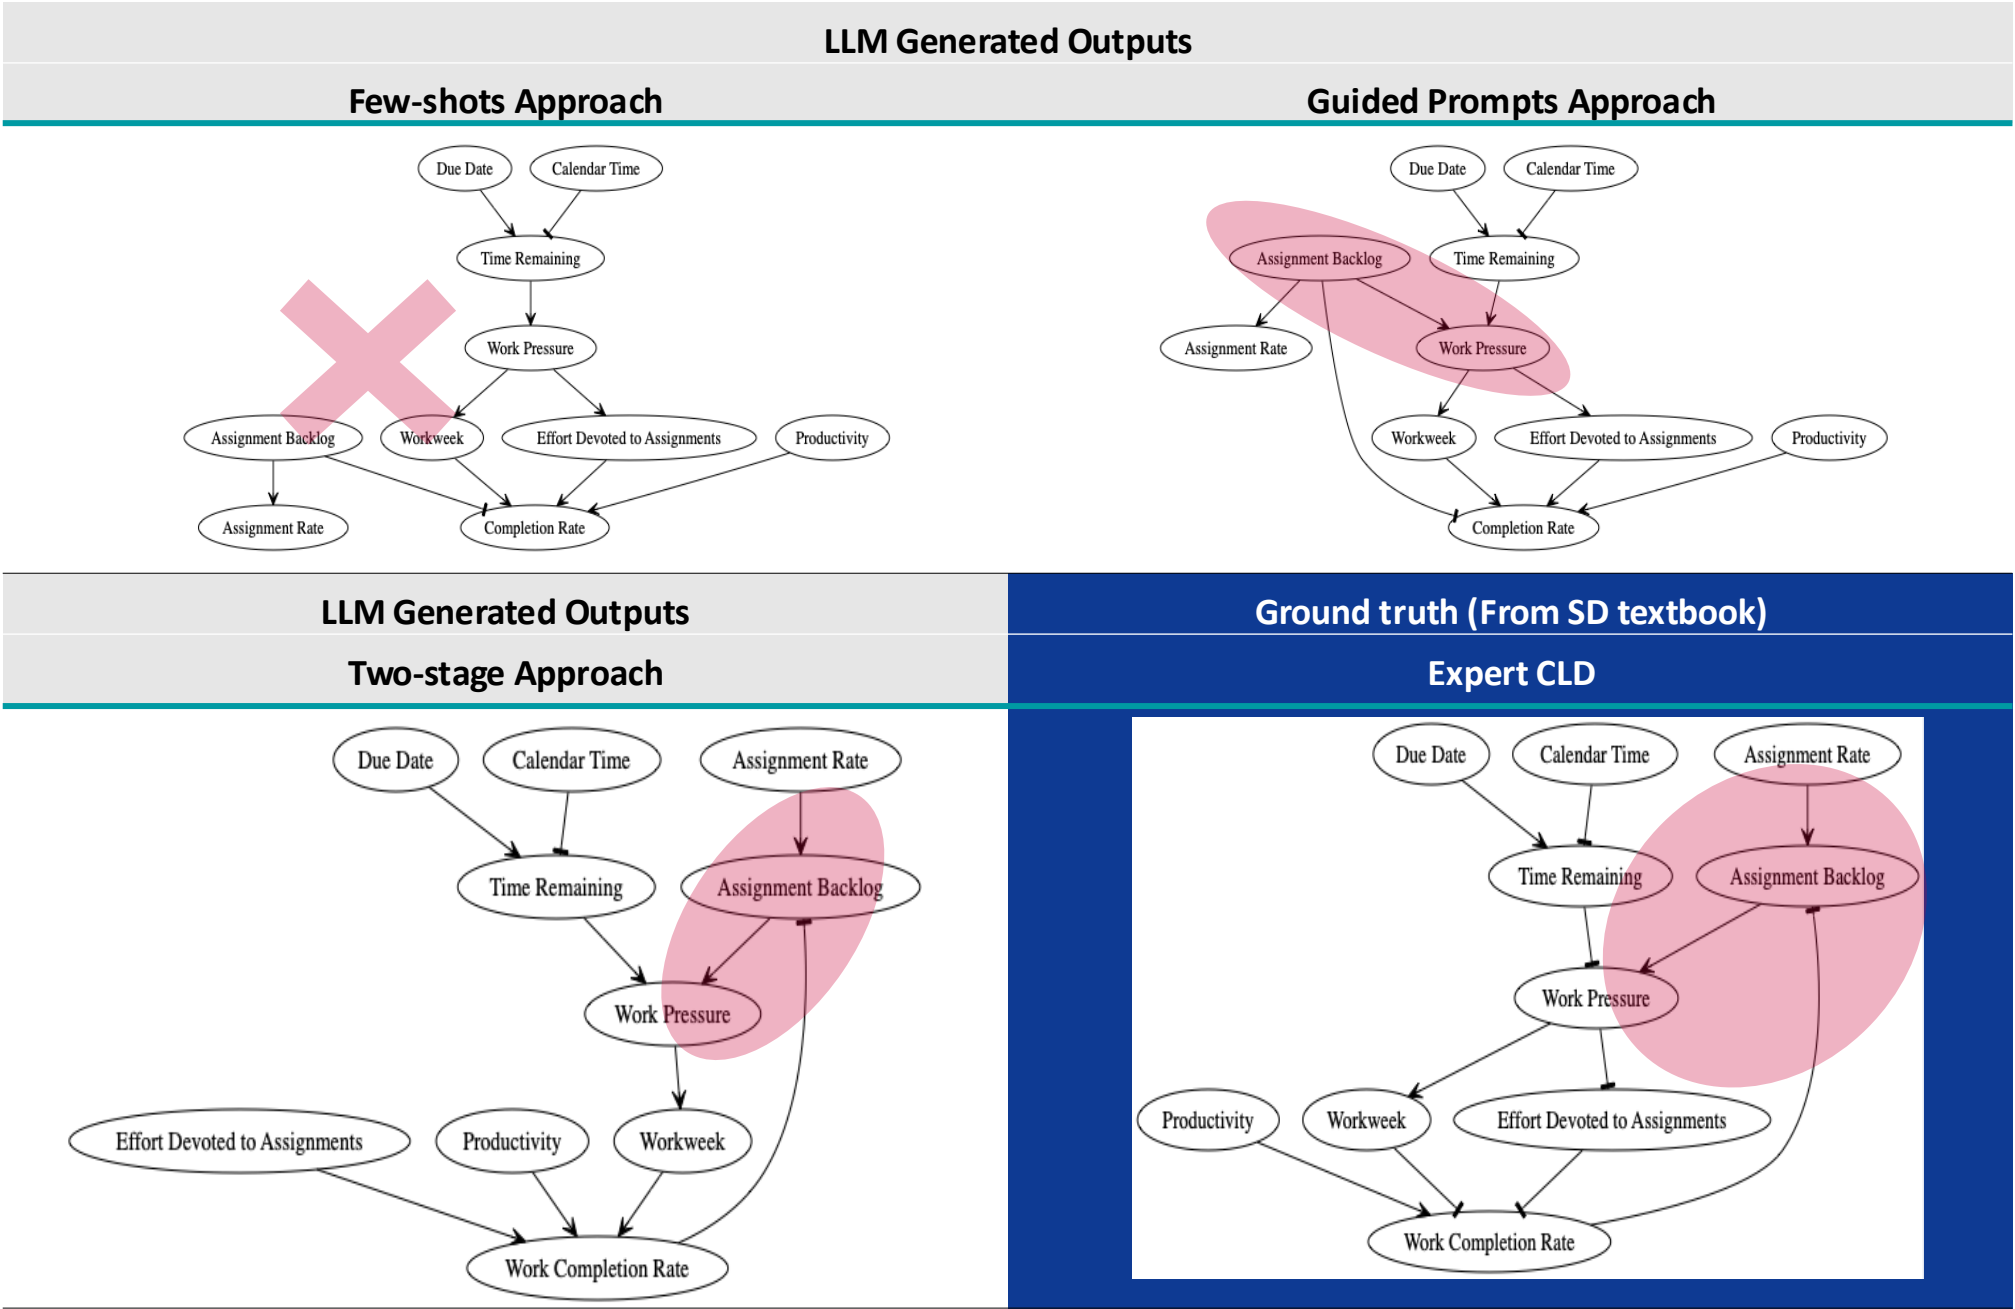 LLM Generated Outputs
Few-shots Approach
Guided Prompts Approach
Due Date
Calendar Time
Time Remaining
Work Pressure
Assignment Backlog
Workweek
Effort Devoted to Assignments
Productivity
Assignment Rate
Completion Rate
Due Date
Calendar Time
Assignment Backlog
Time Remaining
Assignment Rate
Work Pressure
Workweek
Effort Devoted to Assignments
Productivity
Completion Rate
LLM Generated Outputs
Two-stage Approach
Due Date
Calendar Time
Assignment Rate
Time Remaining
Assignment Backlog
Work Pressure
Effort Devoted to Assignments
Productivity
Workweek
Work Completion Rate
Ground truth (From SD textbook)
Expert CLD
Due Date
Calendar Time
Assignment Rate
Time Remaining
Assignment Backlog
Work Pressure
Productivity
Workweek
Effort Devoted to Assignments
Work Completion Rate